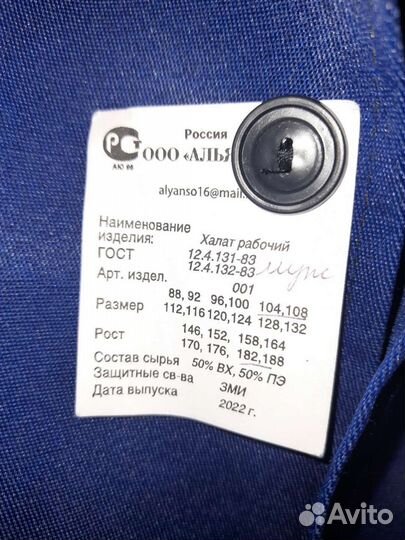 Россия
РСТ ООО «АЛЬЯ
АЮ 96
alyanso16@mail.
Наименование
изделия: Халат рабочий
ГОСТ 12.4.131-83
12.4.132-83 муж
Арт. издел. 001
88, 92 96,100 104,108
Размер 112,116 120,124 128,132
146, 152, 158,164
Рост 170, 176, 182,188
Состав сырья 50% ВХ, 50% ПЭ
Защитные св-ва ЗМИ
Дата выпуска 2022 г.
Avito